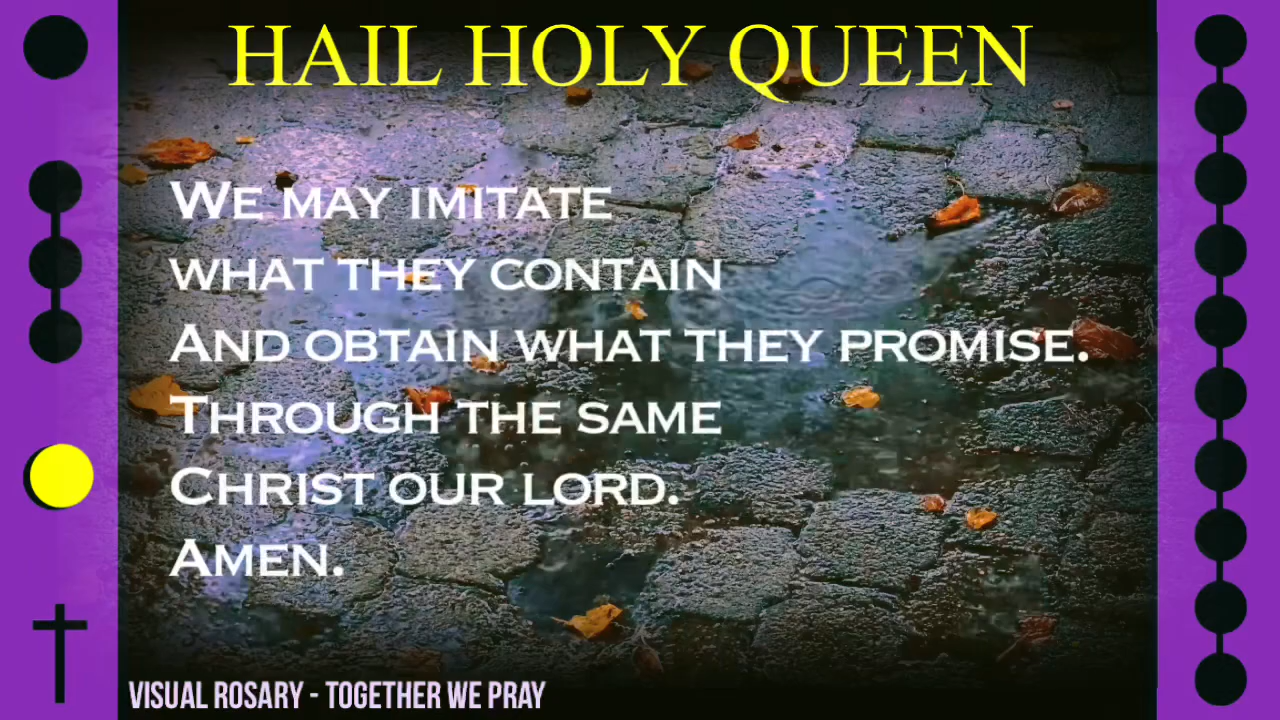 HAIL HOLY QUEEN
WE MAY IMITATE
WHAT THEY CONTAIN
AND OBTAIN WHAT THEY PROMISE.
THROUGH THE SAME
CHRIST OUR LORD.
AMEN.
VISUAL ROSARY - TOGETHER WE PRAY